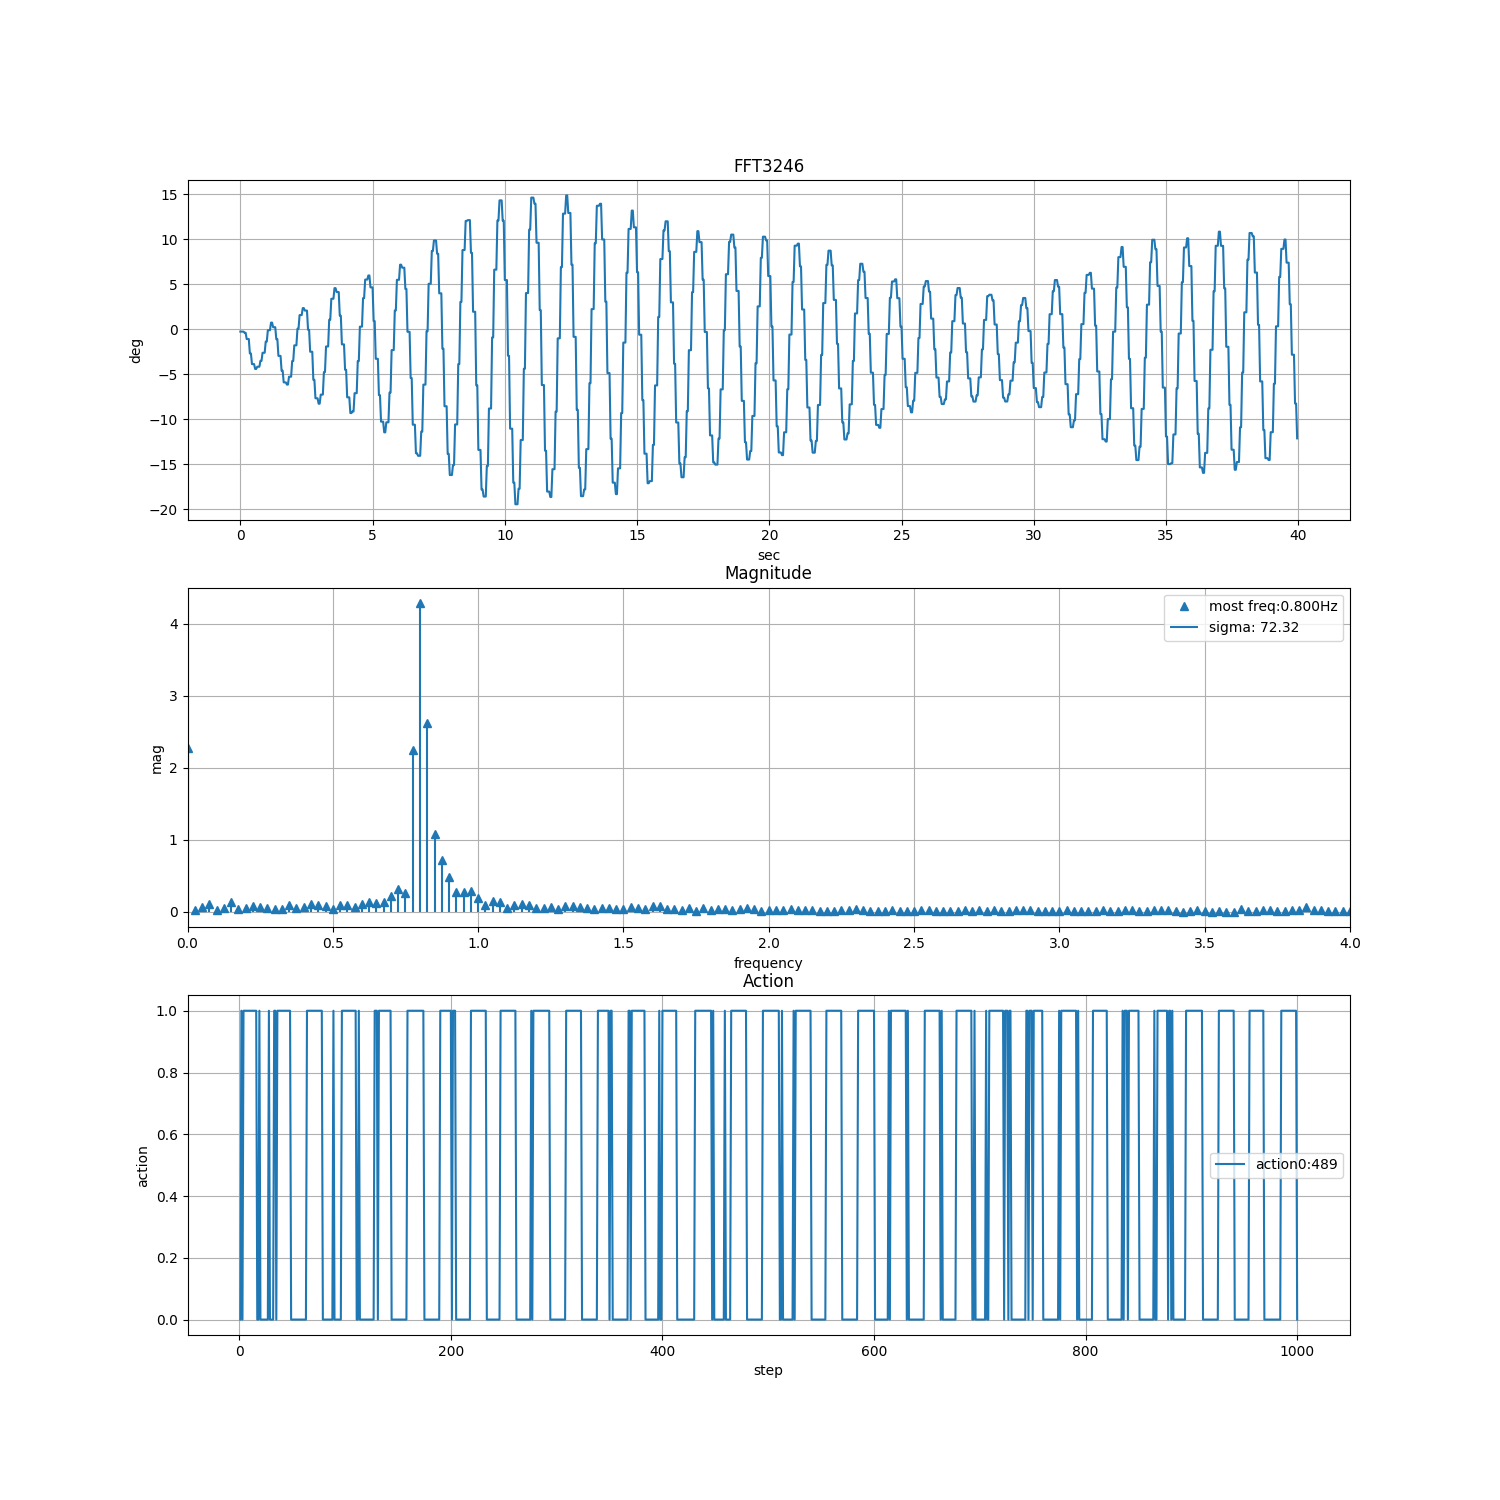 FFT3246
15
10
5
0
−5
−10
−15
−20
deg
0 5 10 15 20 25 30 35 40
sec
Magnitude
4
3
2
1
0
mag
most freq:0.800Hz
sigma: 72.32
0.0 0.5 1.0 1.5 2.0 2.5 3.0 3.5 4.0
frequency
Action
1.0
0.8
0.6
0.4
0.2
0.0
action
action0:489
0 200 400 600 800 1000
step